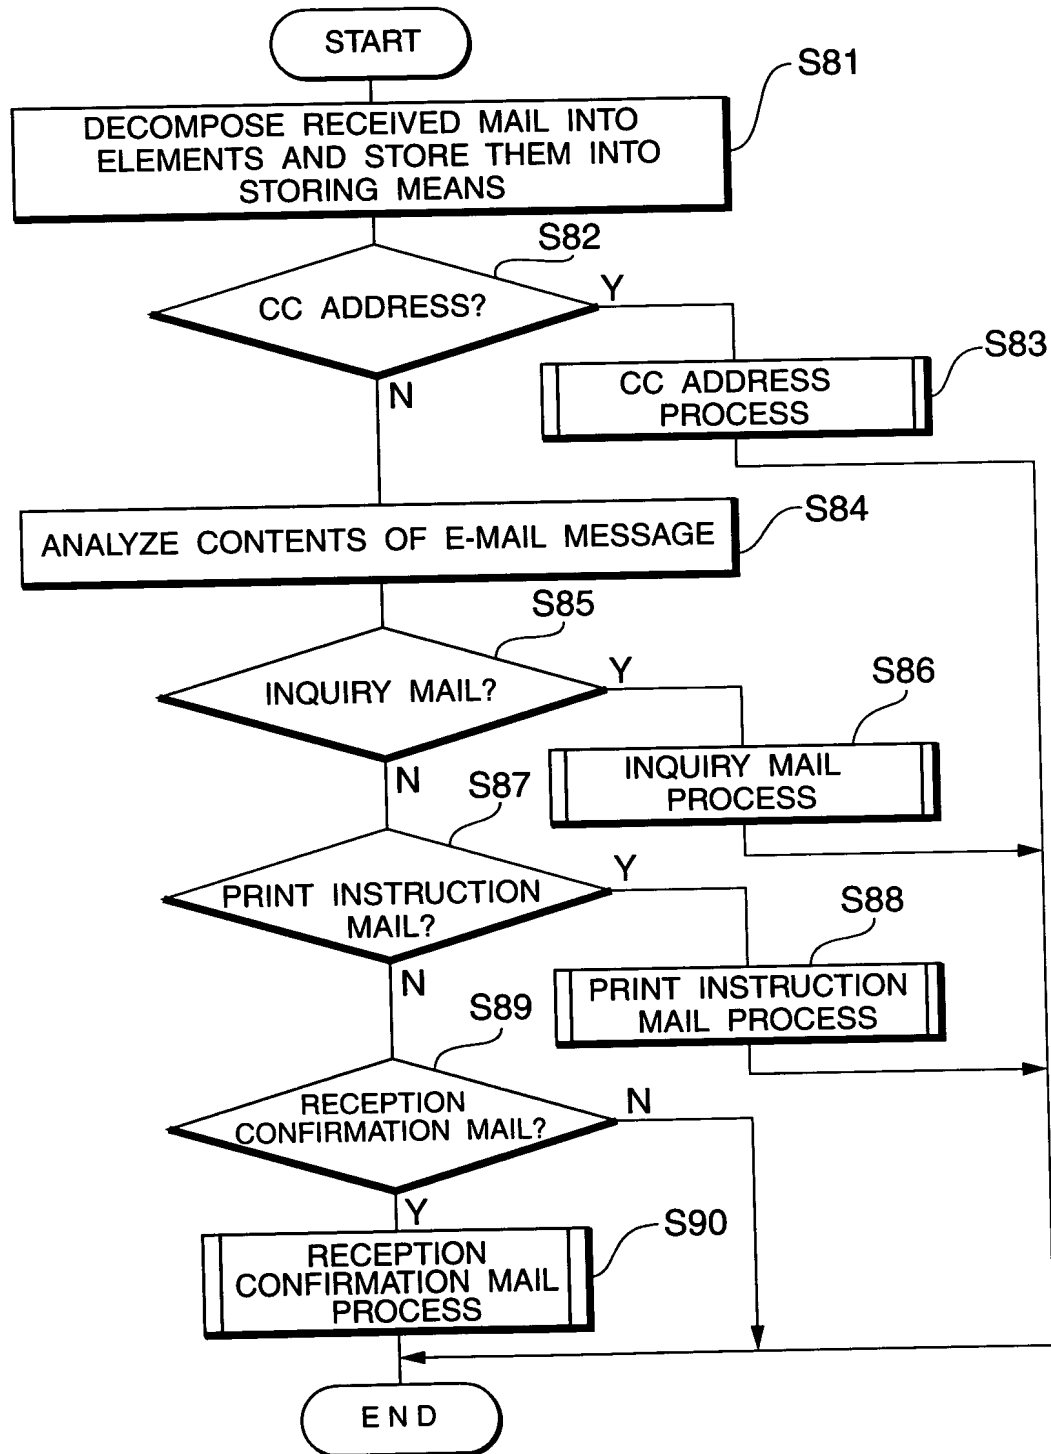 START
S81
DECOMPOSE RECEIVED MAIL INTO
ELEMENTS AND STORE THEM INTO
STORING MEANS
S82
CC ADDRESS?
Y
N
S83
CC ADDRESS
PROCESS
S84
ANALYZE CONTENTS OF E-MAIL MESSAGE
S85
INQUIRY MAIL?
Y
N
S86
INQUIRY MAIL
PROCESS
S87
PRINT INSTRUCTION
MAIL?
Y
N
S88
PRINT INSTRUCTION
MAIL PROCESS
S89
RECEPTION
CONFIRMATION MAIL?
N
Y
S90
RECEPTION
CONFIRMATION MAIL
PROCESS
END